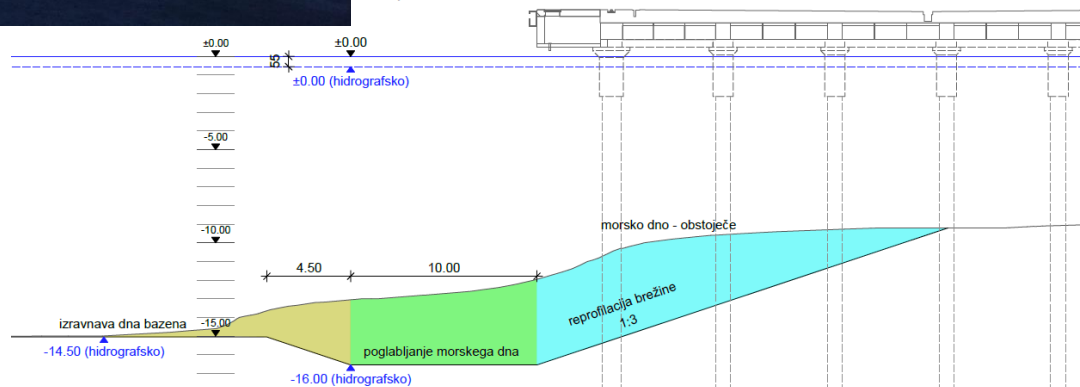 ±0.00
±0.00
55
±0.00 (hidrografsko)
-5.00
-10.00
morsko dno - obstoječe
4.50
10.00
reprofilacija brežine
1:3
izravnava dna bazena
-15.00
-14.50 (hidrografsko)
poglabljanje morskega dna
-16.00 (hidrografsko)